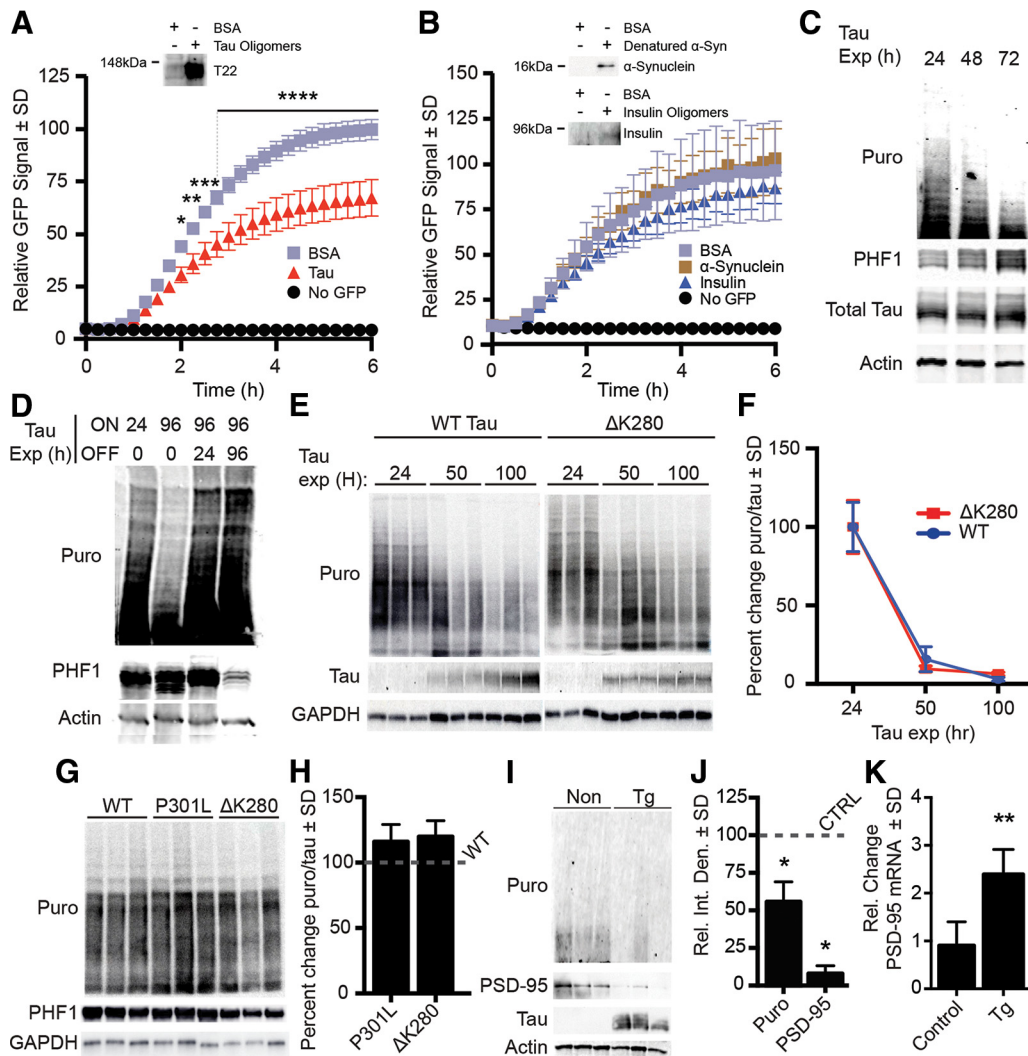 A
+ - BSA
- + Tau Oligomers
148kDa
T22
****
***
**
*
Relative GFP Signal ± SD
125
100
75
50
25
0
BSA
Tau
No GFP
0 2 4 6
Time (h)
B
+ - BSA
- + Denatured α-Syn
16kDa
α-Synuclein
+ - BSA
- + Insulin Oligomers
96kDa
Insulin
Relative GFP Signal ± SD
150
125
100
75
50
25
0
BSA
α-Synuclein
Insulin
No GFP
0 2 4 6
Time (h)
C
Tau
Exp (h) 24 48 72
Puro
PHF1
Total Tau
Actin
D
Tau
Exp (h)
ON 24 96 96 96
OFF 0 0 24 96
Puro
PHF1
Actin
E
WT Tau ΔK280
Tau
exp (H): 24 50 100 24 50 100
Puro
Tau
GAPDH
F
Percent change puro/tau ± SD
150
100
50
0
ΔK280
WT
24 50 100
Tau exp (hr)
G
WT P301L ΔK280
Puro
PHF1
GAPDH
H
Percent change puro/tau ± SD
150
125
100
75
50
25
0
WT
P301L
ΔK280
I
Non Tg
Puro
PSD-95
Tau
Actin
J
Rel. Int. Den. ± SD
125
100
75
50
25
0
CTRL
*
*
Puro
PSD-95
K
Rel. Change
PSD-95 mRNA ± SD
4
3
2
1
0
**
Control
Tg